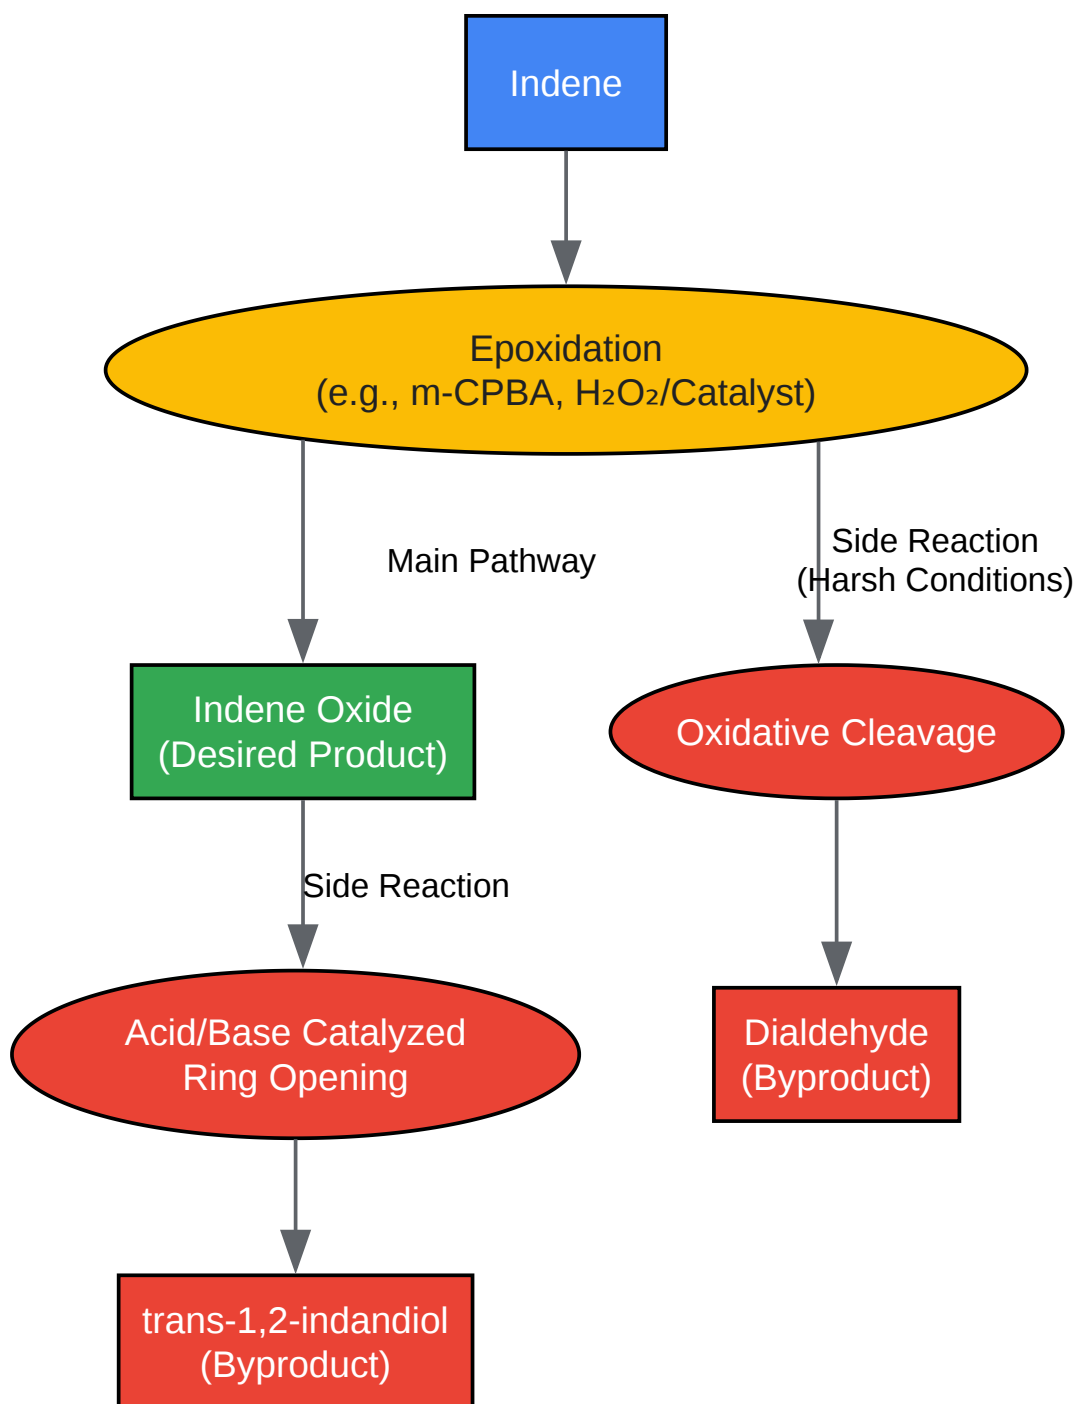 Indene
Epoxidation
(e.g., m-CPBA, H₂O₂/Catalyst)
Main Pathway
Side Reaction
(Harsh Conditions)
Indene Oxide
(Desired Product)
Oxidative Cleavage
Side Reaction
Acid/Base Catalyzed
Ring Opening
Dialdehyde
(Byproduct)
trans-1,2-indandiol
(Byproduct)